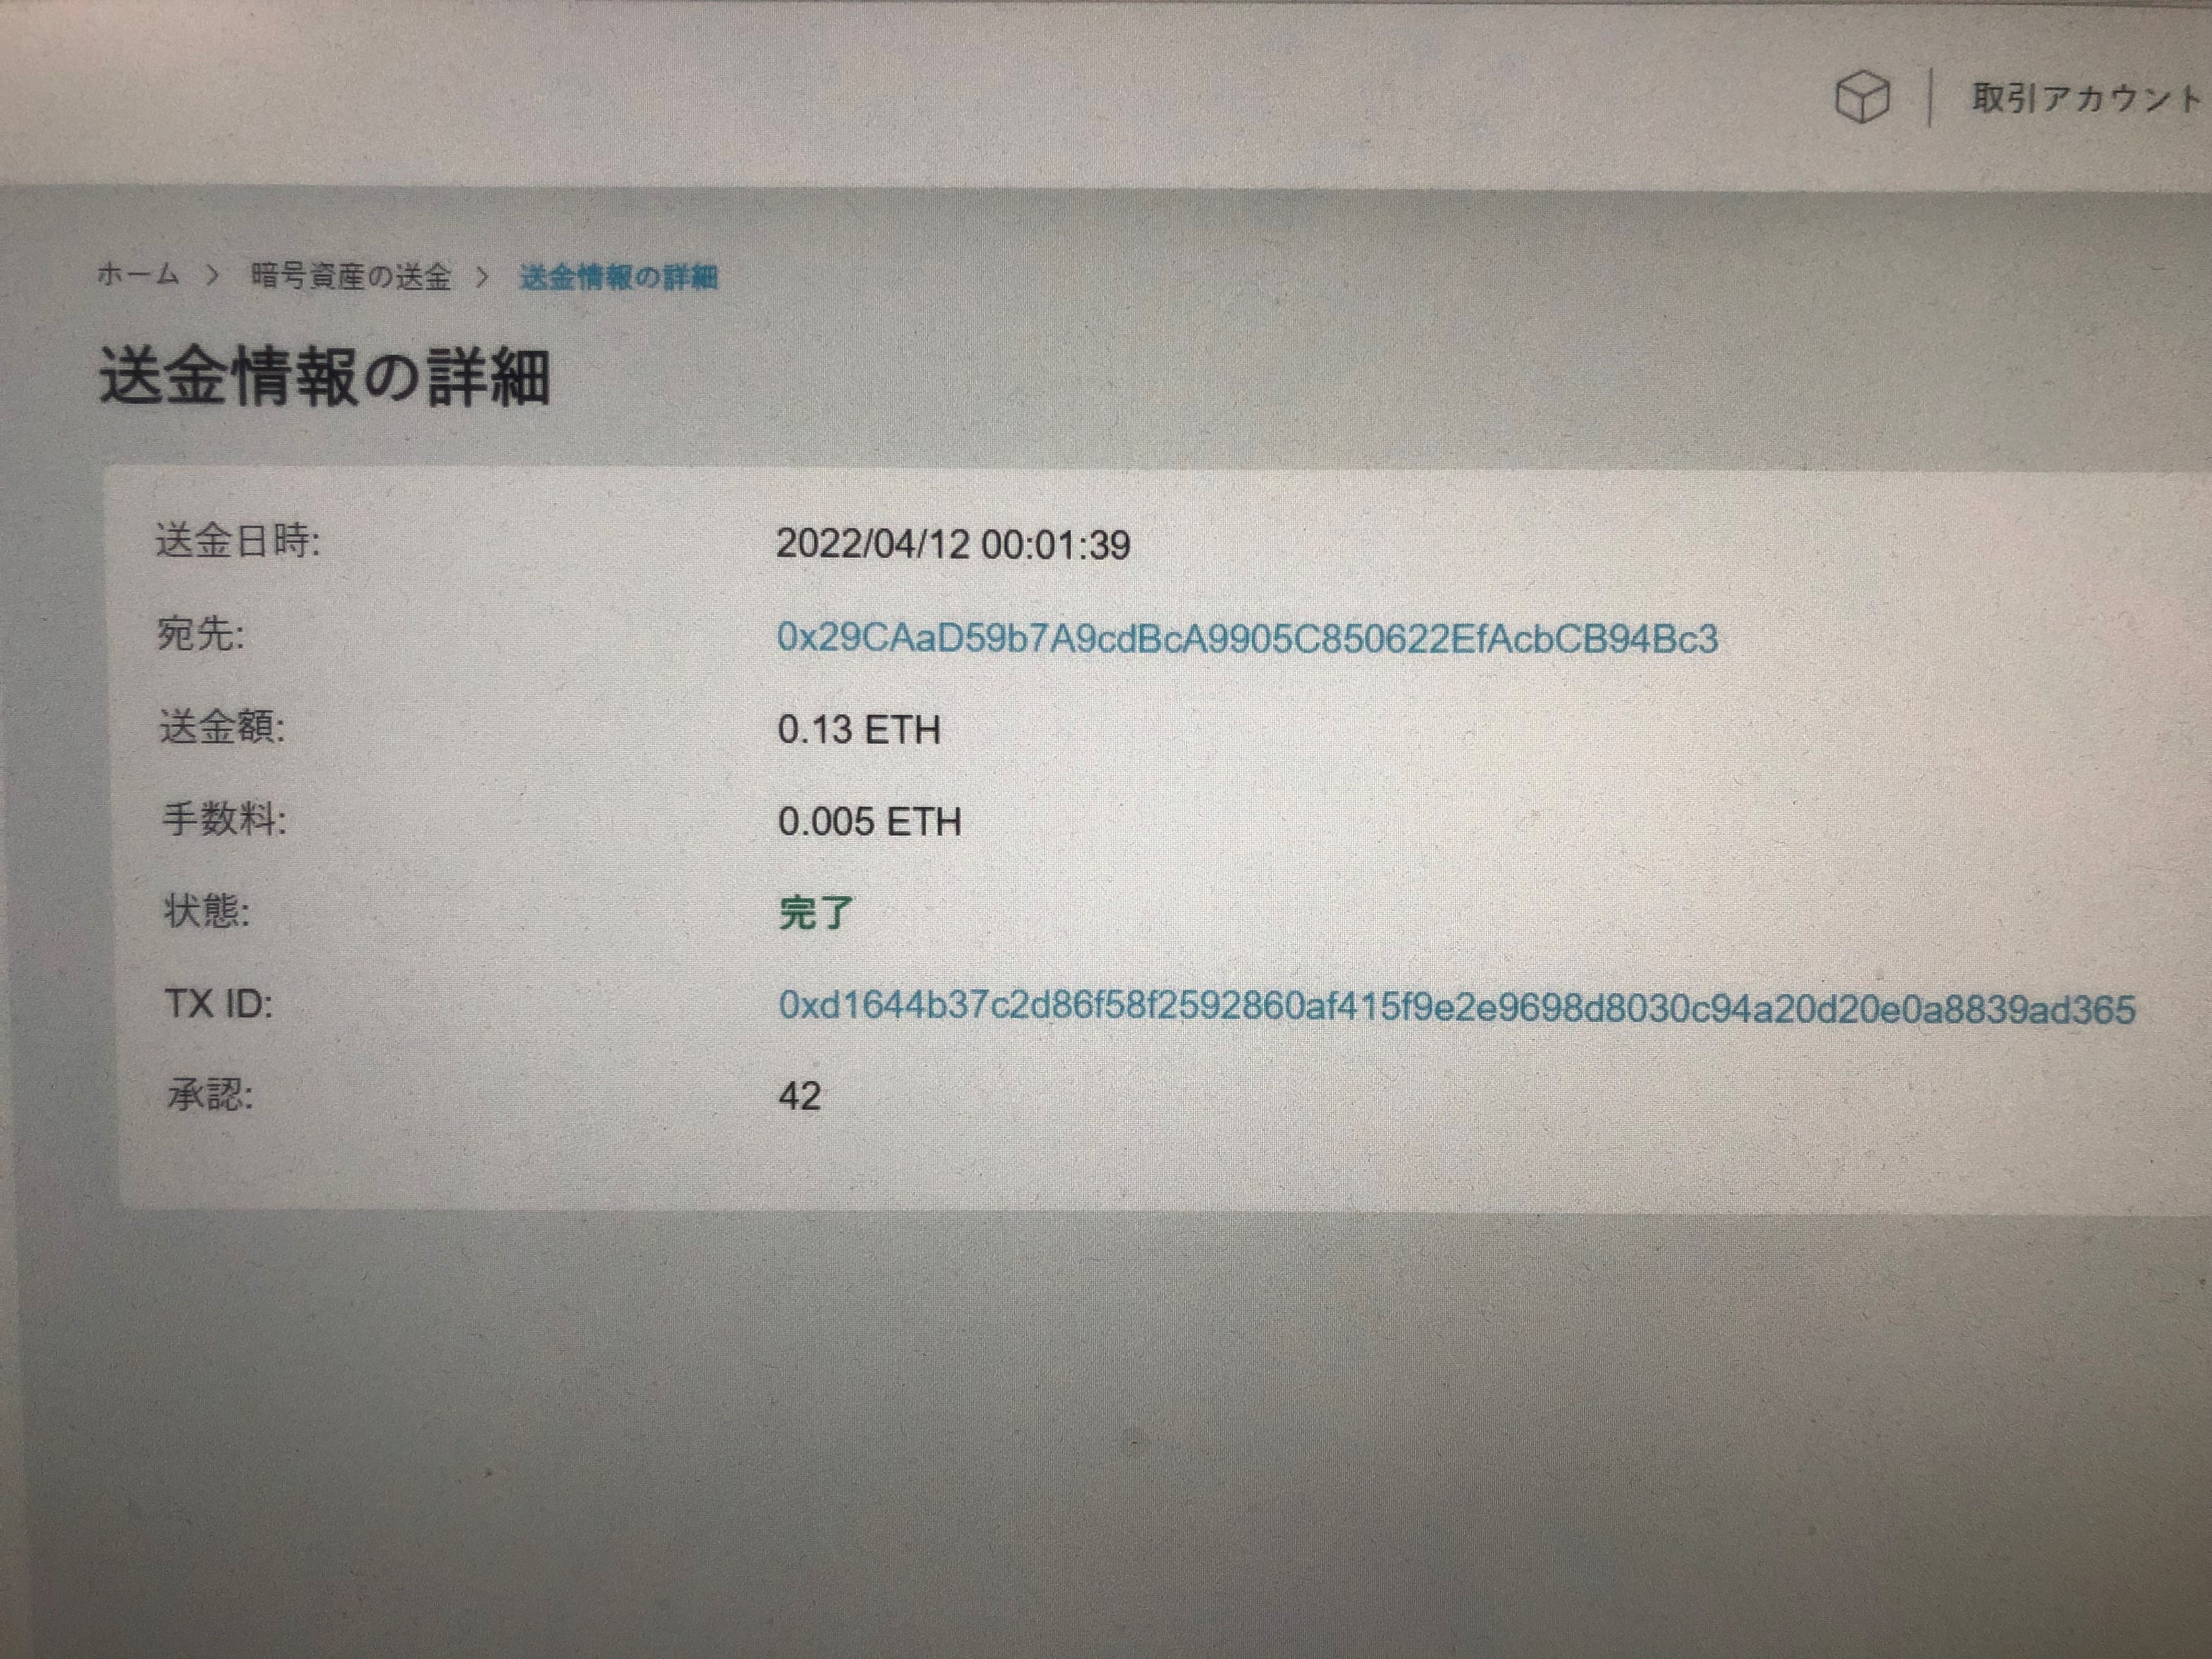 取引アカウント
ホーム > 暗号資産の送金 > 送金情報の詳細
送金情報の詳細
送金日時: 2022/04/12 00:01:39
宛先: 0x29CAaD59b7A9cdBcA9905C850622EfAcbCB94Bc3
送金額: 0.13 ETH
手数料: 0.005 ETH
状態: 完了
TX ID: 0xd1644b37c2d86f58f2592860af415f9e2e9698d8030c94a20d20e0a8839ad365
承認: 42